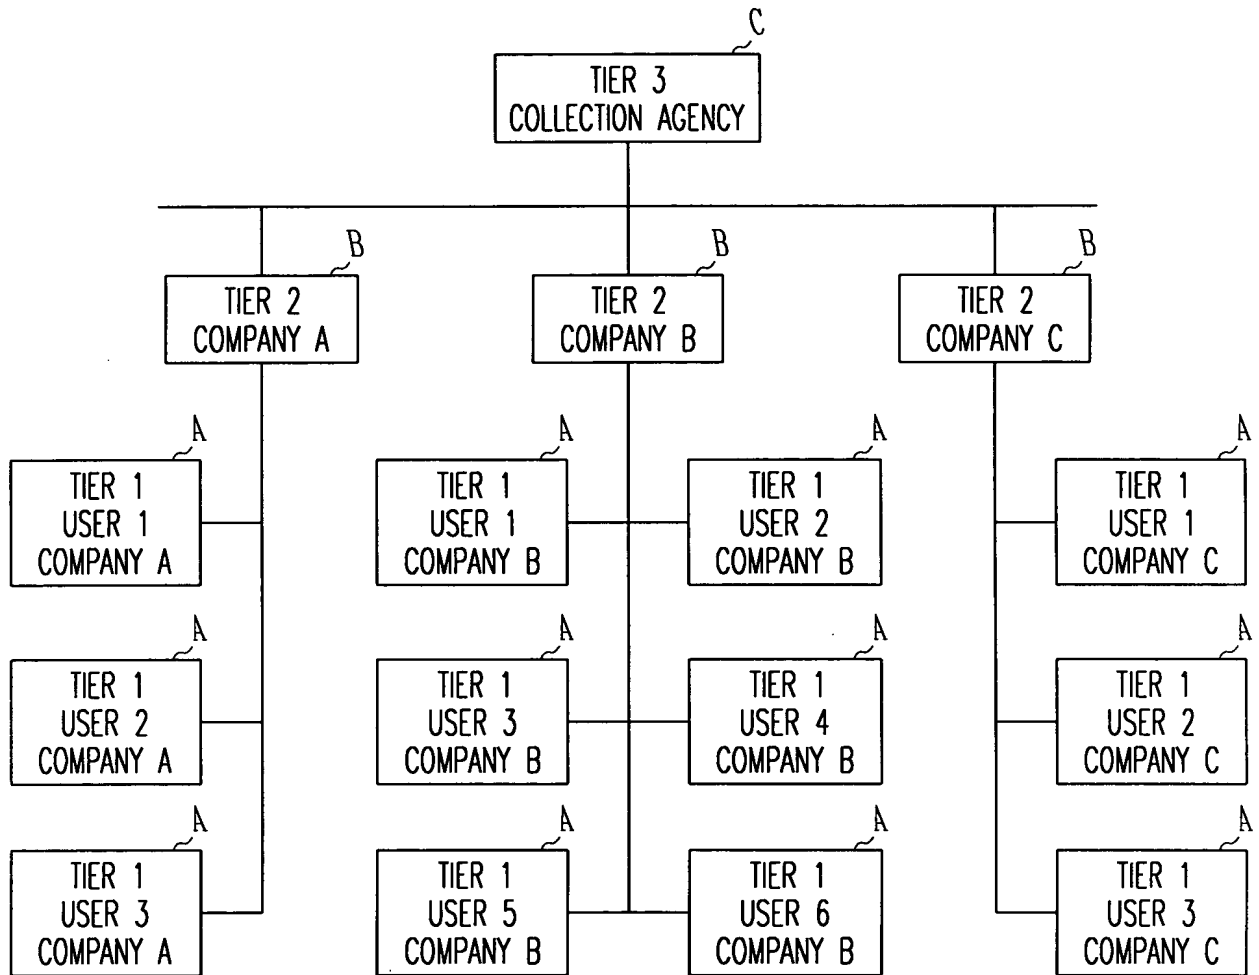 C
TIER 3
COLLECTION AGENCY
B
TIER 2
COMPANY A
B
TIER 2
COMPANY B
B
TIER 2
COMPANY C
A
TIER 1
USER 1
COMPANY A
A
TIER 1
USER 1
COMPANY B
A
TIER 1
USER 2
COMPANY B
A
TIER 1
USER 1
COMPANY C
A
TIER 1
USER 2
COMPANY A
A
TIER 1
USER 3
COMPANY B
A
TIER 1
USER 4
COMPANY B
A
TIER 1
USER 2
COMPANY C
A
TIER 1
USER 3
COMPANY A
A
TIER 1
USER 5
COMPANY B
A
TIER 1
USER 6
COMPANY B
A
TIER 1
USER 3
COMPANY C